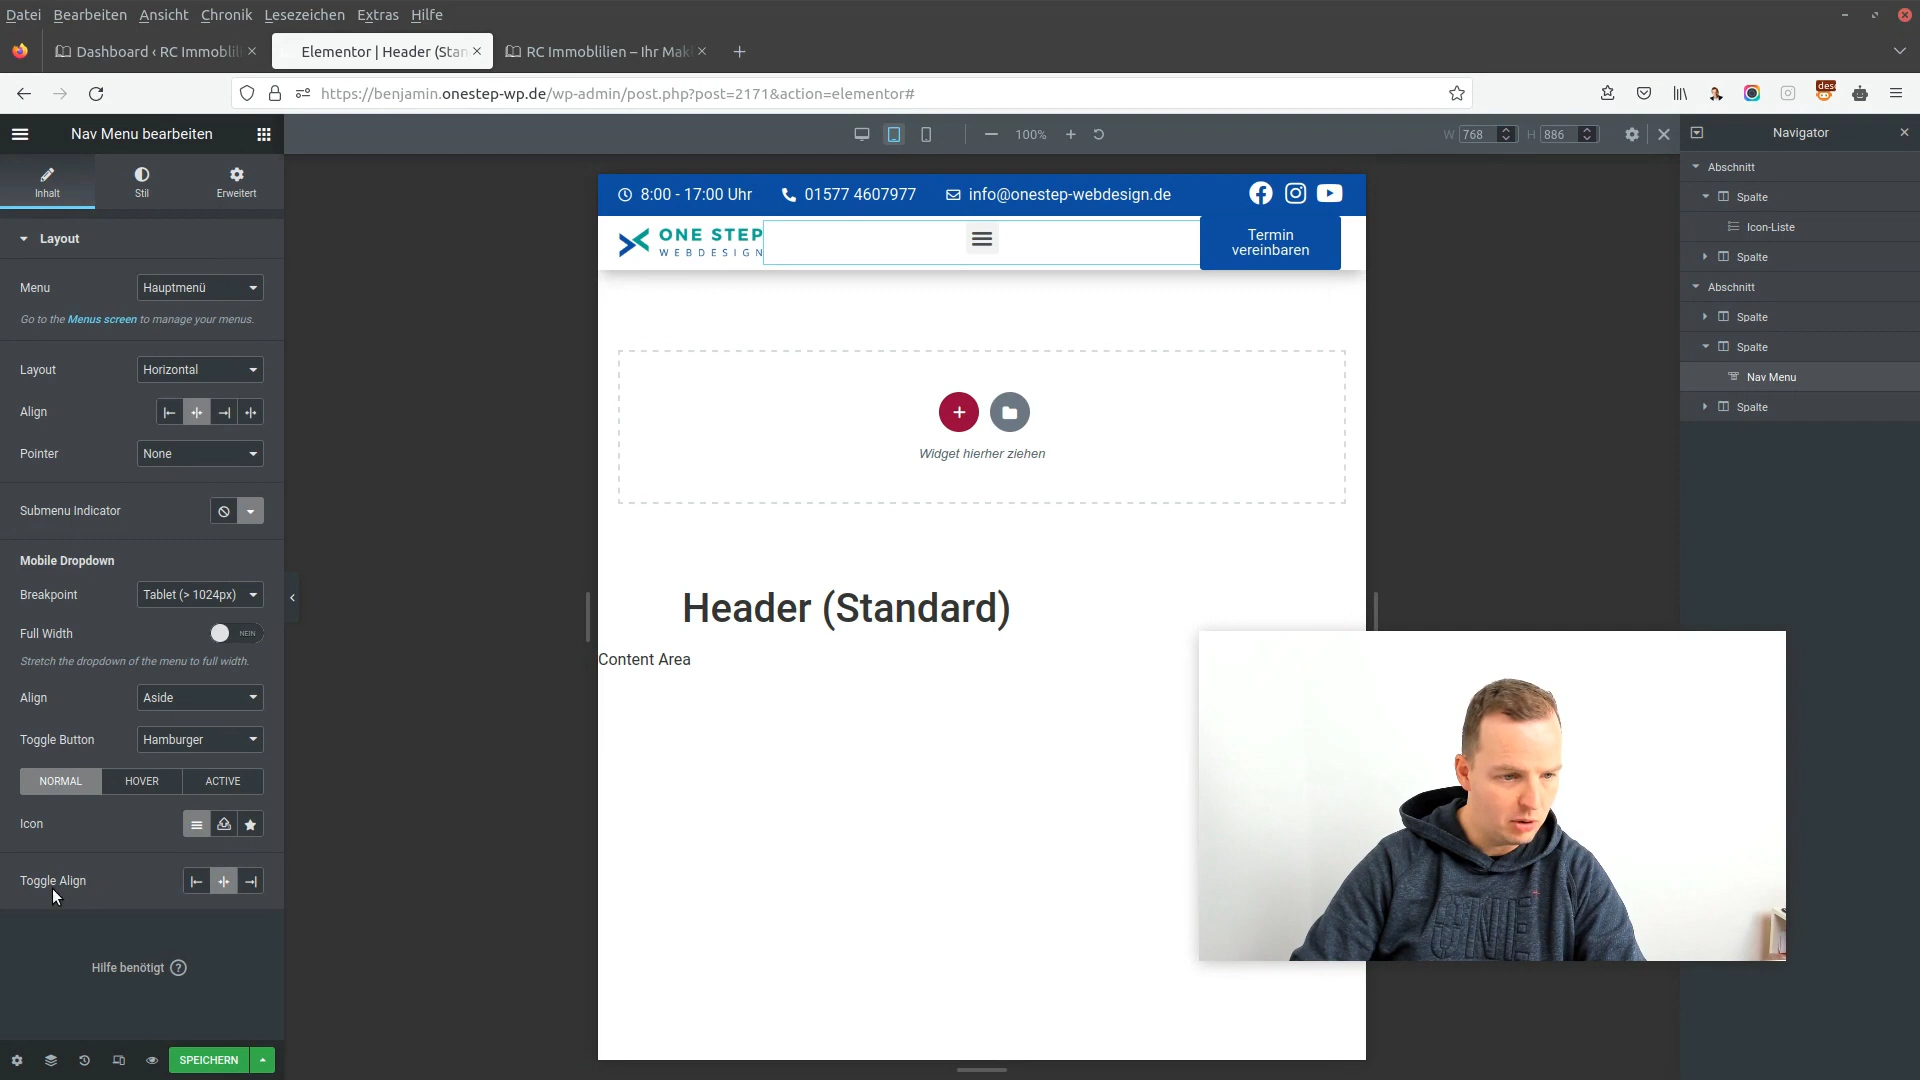 Datei Bearbeiten Ansicht Chronik Lesezeichen Extras Hilfe
Dashboard ‹ RC Immoblili
Elementor | Header (Stan
RC Immoblilien – Ihr Makl
https://benjamin.onestep-wp.de/wp-admin/post.php?post=2171&action=elementor#
des
Nav Menu bearbeiten
100%
W 768
H 886
Navigator
Inhalt
Stil
Erweitert
Layout
Menu
Hauptmenü
Go to the Menus screen to manage your menus.
Layout
Horizontal
Align
Pointer
None
Submenu Indicator
Mobile Dropdown
Breakpoint
Tablet (> 1024px)
Full Width
NEIN
Stretch the dropdown of the menu to full width.
Align
Aside
Toggle Button
Hamburger
NORMAL
HOVER
ACTIVE
Icon
Toggle Align
Hilfe benötigt ?
SPEICHERN
8:00 - 17:00 Uhr
01577 4607977
info@onestep-webdesign.de
ONE STEP
WEBDESIGN
Termin
vereinbaren
Widget hierher ziehen
Header (Standard)
Content Area
Abschnitt
Spalte
Icon-Liste
Spalte
Abschnitt
Spalte
Spalte
Nav Menu
Spalte